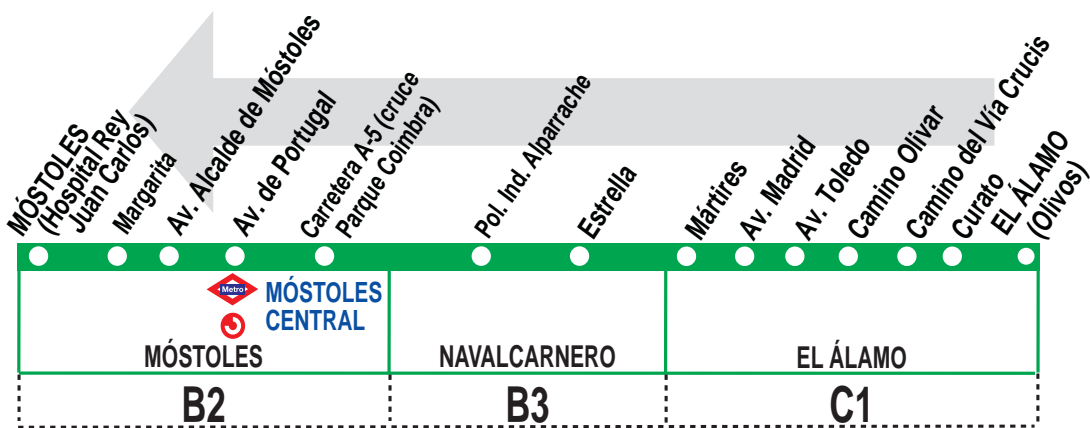 MÓSTOLES
(Hospital Rey
Juan Carlos)
Margarita
Av. Alcalde de Móstoles
Av. de Portugal
Carretera A-5 (cruce
Parque Coimbra)
Pol. Ind. Alparrache
Estrella
Mártires
Av. Madrid
Av. Toledo
Camino Olivar
Camino del Vía Crucis
Curato
EL ÁLAMO
(Olivos)
Metro
MÓSTOLES
CENTRAL
MÓSTOLES
NAVALCARNERO
EL ÁLAMO
B2
B3
C1